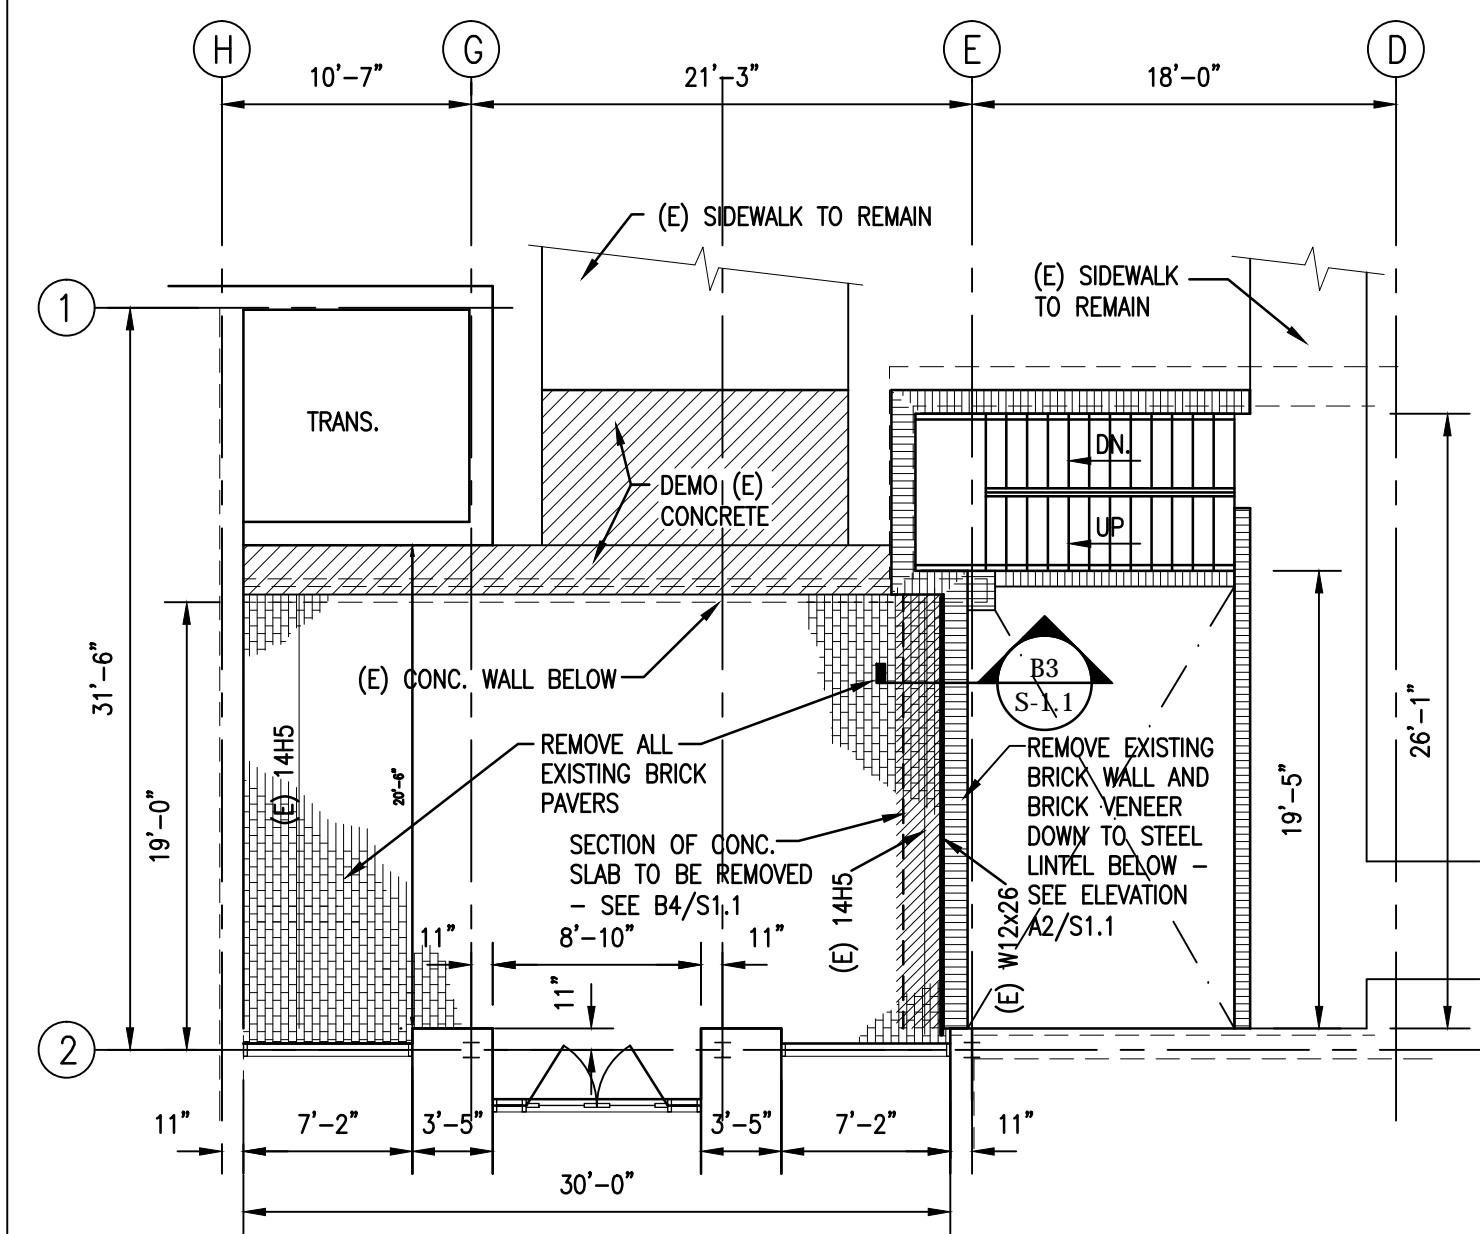 H
G
E
D
10'-7"
21'-3"
18'-0"
(E) SIDEWALK TO REMAIN
(E) SIDEWALK
TO REMAIN
1
TRANS.
DN.
DEMO (E)
CONCRETE
UP
31'-6"
(E) CONC. WALL BELOW
B3
S-1.1
26'-1"
(E) 14H5
REMOVE ALL
EXISTING BRICK
PAVERS
20'-6"
19'-0"
REMOVE EXISTING
BRICK WALL AND
BRICK VENEER
DOWN TO STEEL
LINTEL BELOW –
SEE ELEVATION
A2/S1.1
19'-5"
SECTION OF CONC.
SLAB TO BE REMOVED
– SEE B4/S1.1
(E) 14H5
(E) W12x26
11"
8'-10"
11"
11"
2
11"
7'-2"
3'-5"
3'-5"
7'-2"
11"
30'-0"